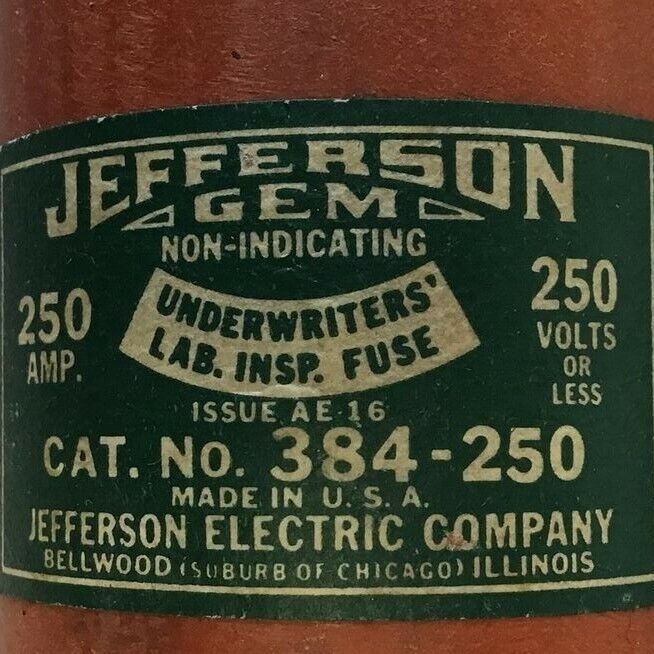 JEFFERSON
GEM
NON-INDICATING
250
AMP.
UNDERWRITERS'
LAB. INSP. FUSE
250
VOLTS
OR
LESS
ISSUE AE-16
CAT. NO. 384-250
MADE IN U.S.A.
JEFFERSON ELECTRIC COMPANY
BELLWOOD (SUBURB OF CHICAGO) ILLINOIS